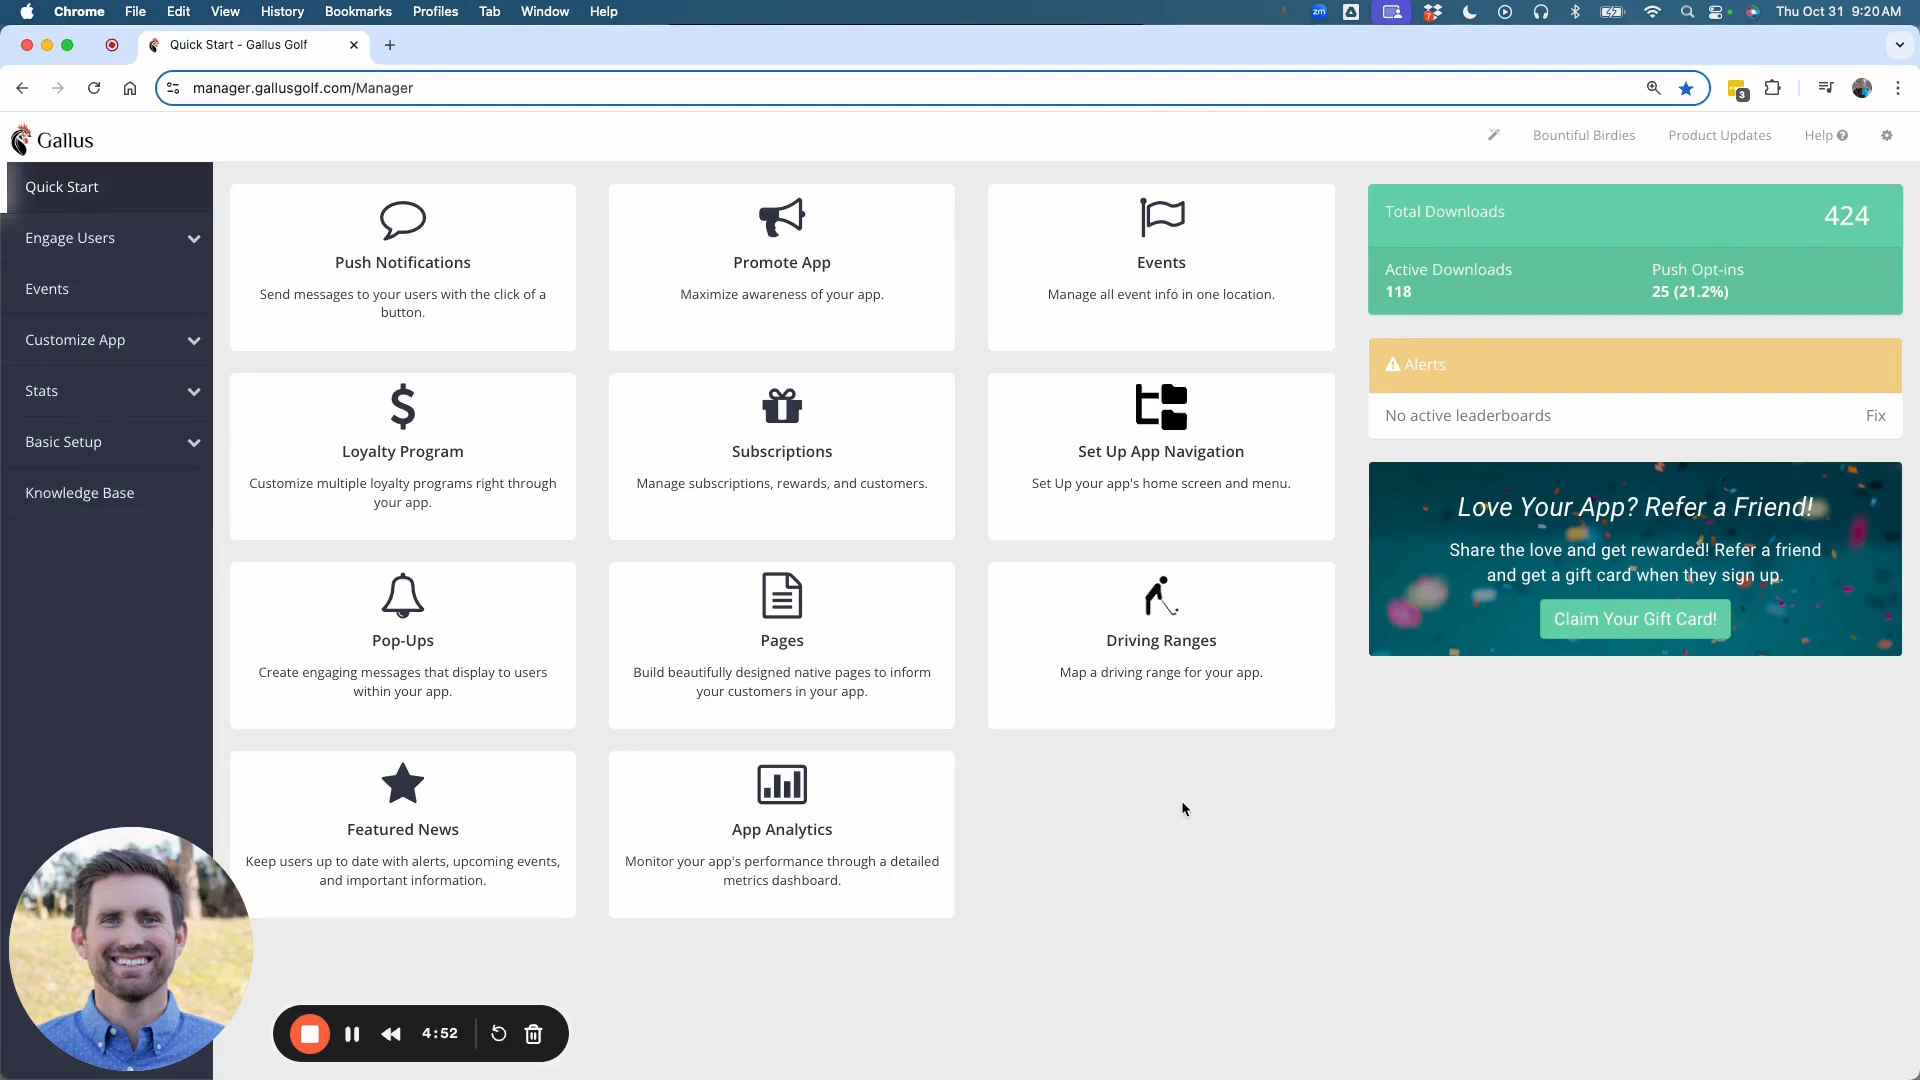 Chrome File Edit View History Bookmarks Profiles Tab Window Help
zm
Thu Oct 31 9:20 AM
Quick Start - Gallus Golf
manager.gallusgolf.com/Manager
3
Gallus
Bountiful Birdies
Product Updates
Help
Quick Start
Engage Users
Events
Customize App
Stats
Basic Setup
Knowledge Base
Push Notifications
Send messages to your users with the click of a
button.
Promote App
Maximize awareness of your app.
Events
Manage all event info in one location.
Loyalty Program
Customize multiple loyalty programs right through
your app.
Subscriptions
Manage subscriptions, rewards, and customers.
Set Up App Navigation
Set Up your app's home screen and menu.
Pop-Ups
Create engaging messages that display to users
within your app.
Pages
Build beautifully designed native pages to inform
your customers in your app.
Driving Ranges
Map a driving range for your app.
Featured News
Keep users up to date with alerts, upcoming events,
and important information.
App Analytics
Monitor your app's performance through a detailed
metrics dashboard.
Total Downloads
424
Active Downloads
118
Push Opt-ins
25 (21.2%)
Alerts
No active leaderboards
Fix
Love Your App? Refer a Friend!
Share the love and get rewarded! Refer a friend
and get a gift card when they sign up.
Claim Your Gift Card!
4:52